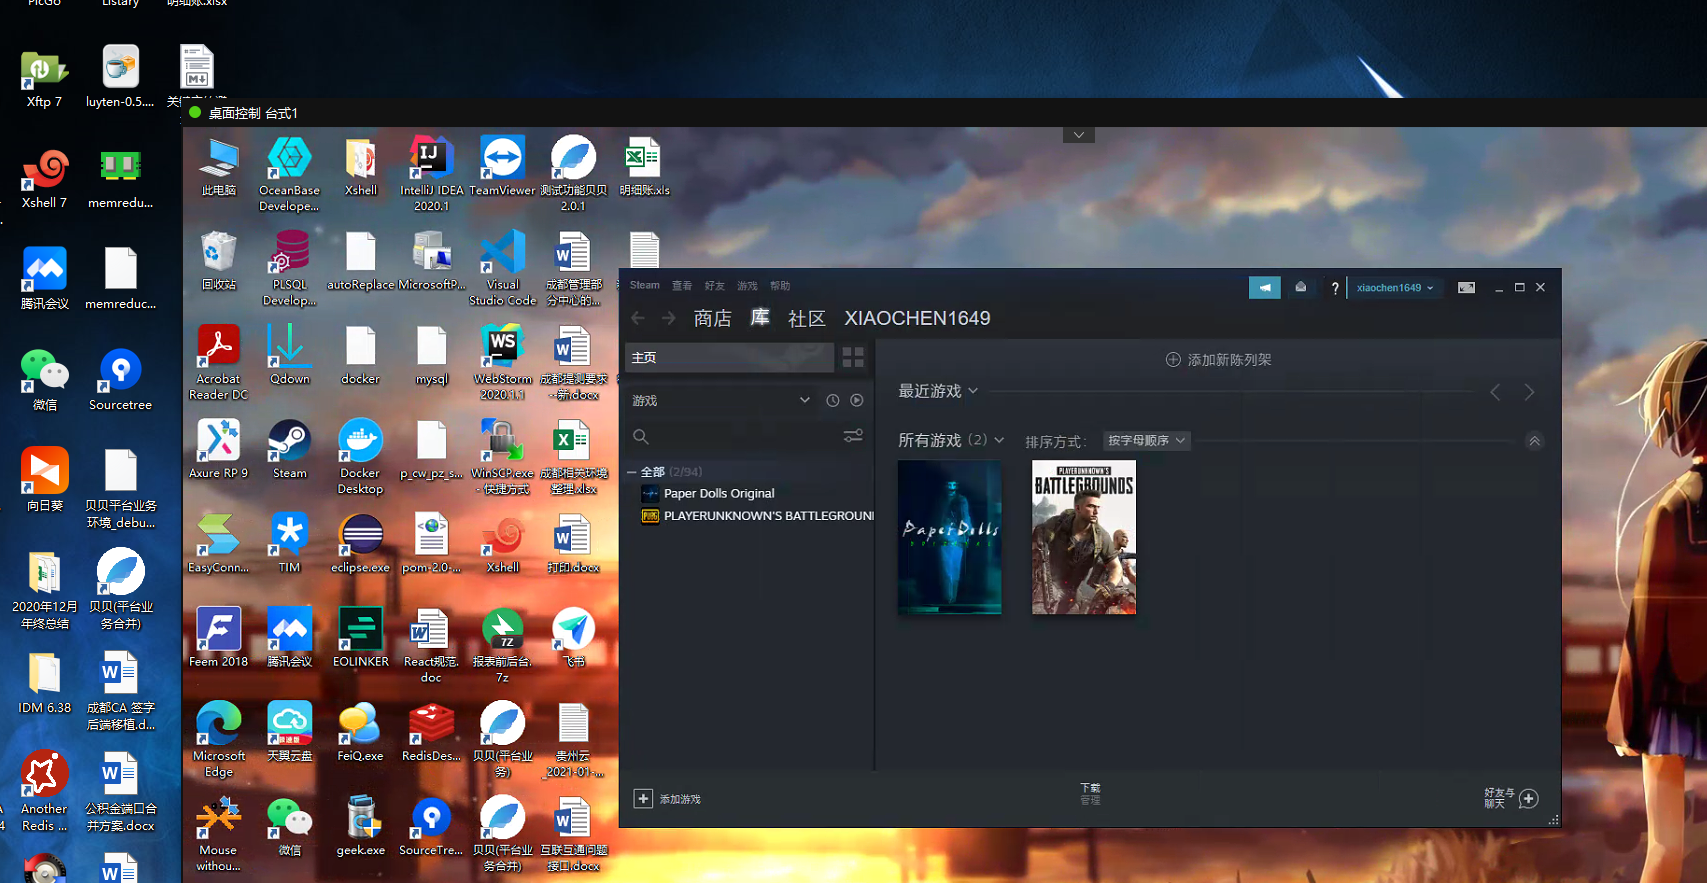 PicGo
Listary
明细账.xlsx
Xftp 7
luyten-0.5....
Xshell 7
memredu...
腾讯会议
memreduc...
微信
Sourcetree
向日葵
贝贝平台业务
环境_debu...
2020年12月
年终总结
贝贝(平台业
务合并)
IDM 6.38
成都CA 签字
后端移植.d...
Another
Redis ...
公积金端口合
并方案.docx
桌面控制 台式1
此电脑
OceanBase
Develope...
Xshell
IntelliJ IDEA
2020.1
TeamViewer
测试功能贝贝
2.0.1
明细账.xls
回收站
PLSQL
Develop...
autoReplace
MicrosoftP...
Visual
Studio Code
成都管理部
分中心的...
Acrobat
Reader DC
Qdown
docker
mysql
WebStorm
2020.1.1
成都提测要求
--新.docx
Axure RP 9
Steam
Docker
Desktop
p_cw_pz_s...
WinSCP.exe
- 快捷方式
成都相关环境
整理.xlsx
EasyConn...
TIM
eclipse.exe
pom-2.0-...
Xshell
打印.docx
Feem 2018
腾讯会议
EOLINKER
React规范.
doc
报表前后台.
7z
飞书
Microsoft
Edge
天翼云盘
FeiQ.exe
RedisDes...
贝贝(平台业
务)
贵州云
_2021-01-...
Mouse
withou...
微信
geek.exe
SourceTre...
贝贝(平台业
务合并)
互联互通问题
接口.docx
Steam 查看 好友 游戏 帮助
? xiaochen1649
商店 库 社区 XIAOCHEN1649
主页
添加新陈列架
游戏
最近游戏
所有游戏 (2) 排序方式: 按字母顺序
全部 (2/94)
Paper Dolls Original
PLAYERUNKNOWN'S BATTLEGROUN
PaperDolls
PLAYERUNKNOWN'S
BATTLEGROUNDS
添加游戏
下载
管理
好友与
聊天